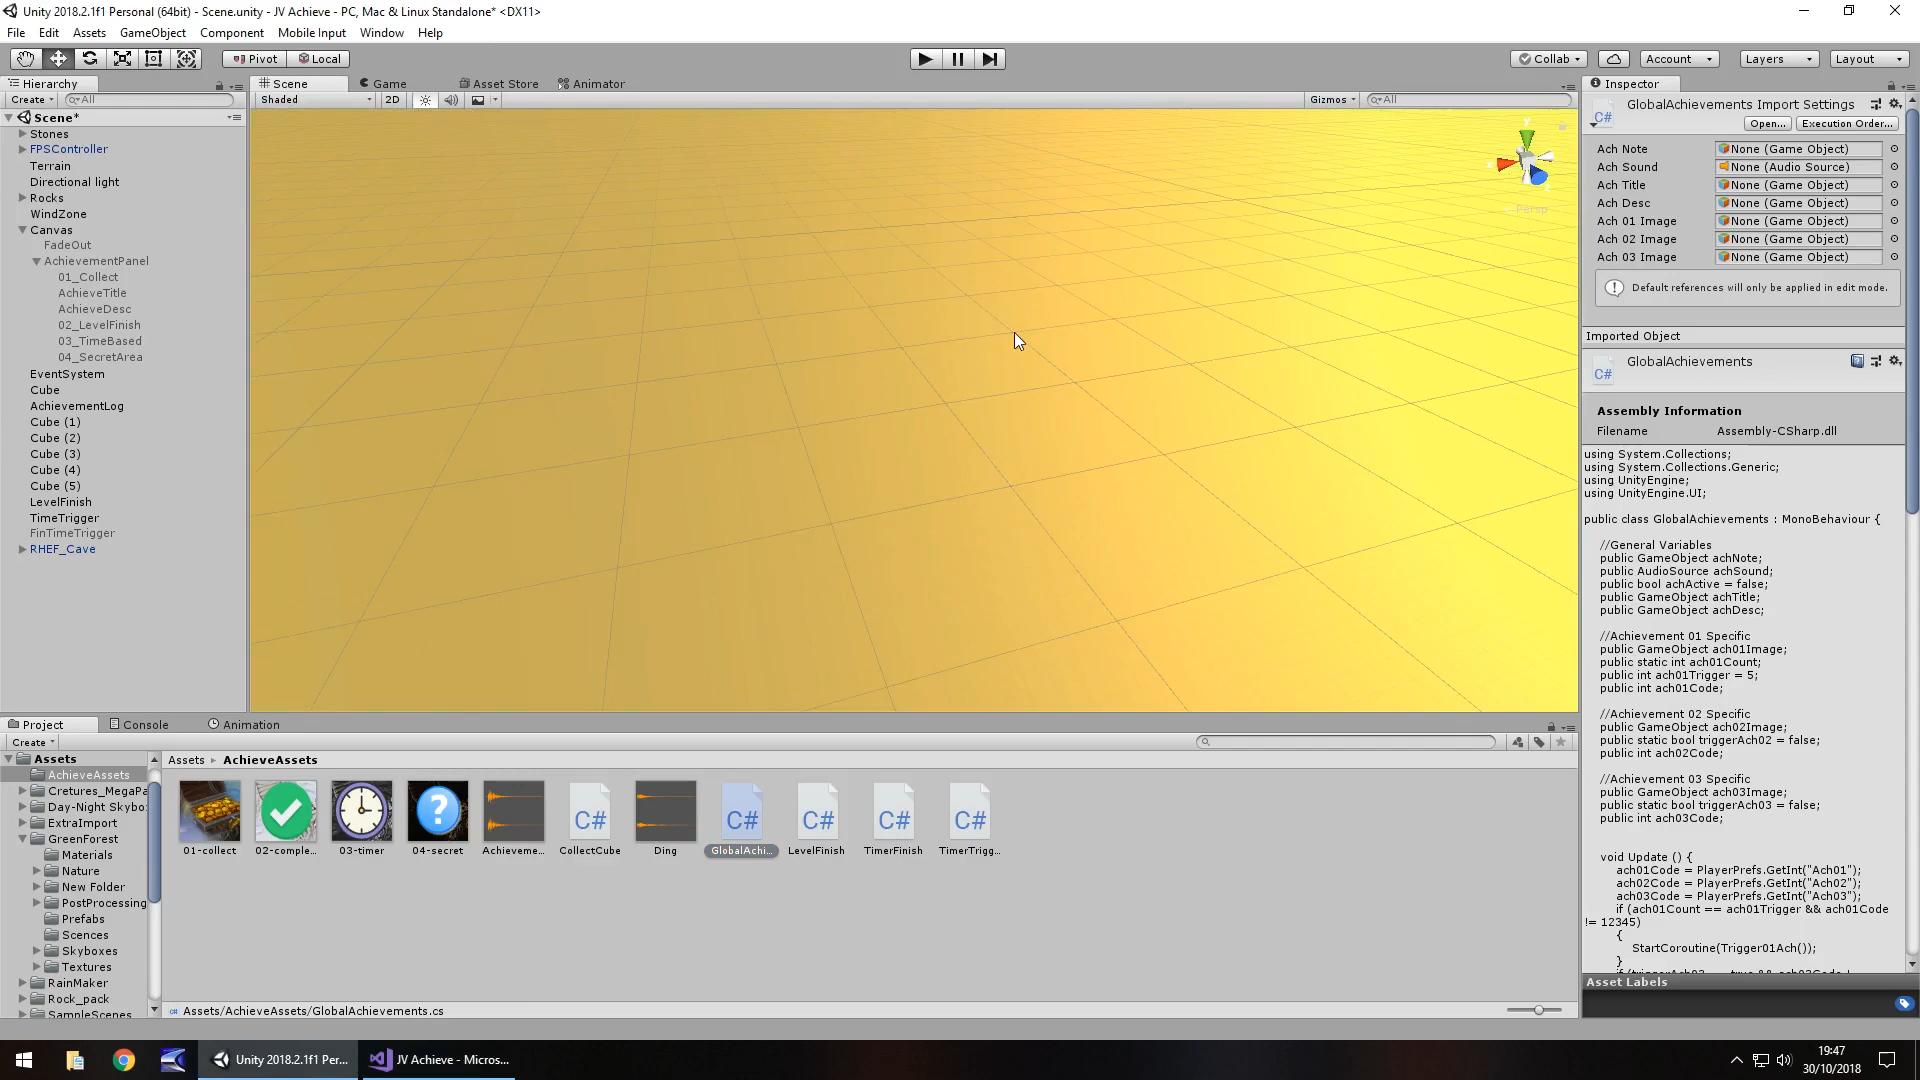 Unity 2018.2.1f1 Personal (64bit) - Scene.unity - JV Achieve - PC, Mac & Linux Standalone* <DX11>
File Edit Assets GameObject Component Mobile Input Window Help
Pivot Local Collab Account Layers Layout
Hierarchy
Create All
Scene*
Stones
FPSController
Terrain
Directional light
Rocks
WindZone
Canvas
FadeOut
AchievementPanel
01_Collect
AchieveTitle
AchieveDesc
02_LevelFinish
03_TimeBased
04_SecretArea
EventSystem
Cube
AchievementLog
Cube (1)
Cube (2)
Cube (3)
Cube (4)
Cube (5)
LevelFinish
TimeTrigger
FinTimeTrigger
RHEF_Cave
Scene Game Asset Store Animator
Shaded 2D Gizmos All
y
Persp
Inspector
GlobalAchievements Import Settings
C#
Open... Execution Order...
Ach Note None (Game Object)
Ach Sound None (Audio Source)
Ach Title None (Game Object)
Ach Desc None (Game Object)
Ach 01 Image None (Game Object)
Ach 02 Image None (Game Object)
Ach 03 Image None (Game Object)
Default references will only be applied in edit mode.
Imported Object
GlobalAchievements
C#
Assembly Information
Filename Assembly-CSharp.dll
using System.Collections;
using System.Collections.Generic;
using UnityEngine;
using UnityEngine.UI;
public class GlobalAchievements : MonoBehaviour {
//General Variables
public GameObject achNote;
public AudioSource achSound;
public bool achActive = false;
public GameObject achTitle;
public GameObject achDesc;
//Achievement 01 Specific
public GameObject ach01Image;
public static int ach01Count;
public int ach01Trigger = 5;
public int ach01Code;
//Achievement 02 Specific
public GameObject ach02Image;
public static bool triggerAch02 = false;
public int ach02Code;
//Achievement 03 Specific
public GameObject ach03Image;
public static bool triggerAch03 = false;
public int ach03Code;
void Update () {
ach01Code = PlayerPrefs.GetInt("Ach01");
ach02Code = PlayerPrefs.GetInt("Ach02");
ach03Code = PlayerPrefs.GetInt("Ach03");
if (ach01Count == ach01Trigger && ach01Code
!= 12345)
{
StartCoroutine(Trigger01Ach());
}
Asset Labels
Project Console Animation
Create
Assets
AchieveAssets
Cretures_MegaPa
Day-Night Skybo
ExtraImport
GreenForest
Materials
Nature
New Folder
PostProcessing
Prefabs
Scences
Skyboxes
Textures
RainMaker
Rock_pack
SampleScenes
Assets AchieveAssets
C# C# C# C# C#
01-collect 02-comple... 03-timer 04-secret Achieveme... CollectCube Ding GlobalAchi... LevelFinish TimerFinish TimerTrigg...
Assets/AchieveAssets/GlobalAchievements.cs
Unity 2018.2.1f1 Per... JV Achieve - Micros...
19:47
30/10/2018